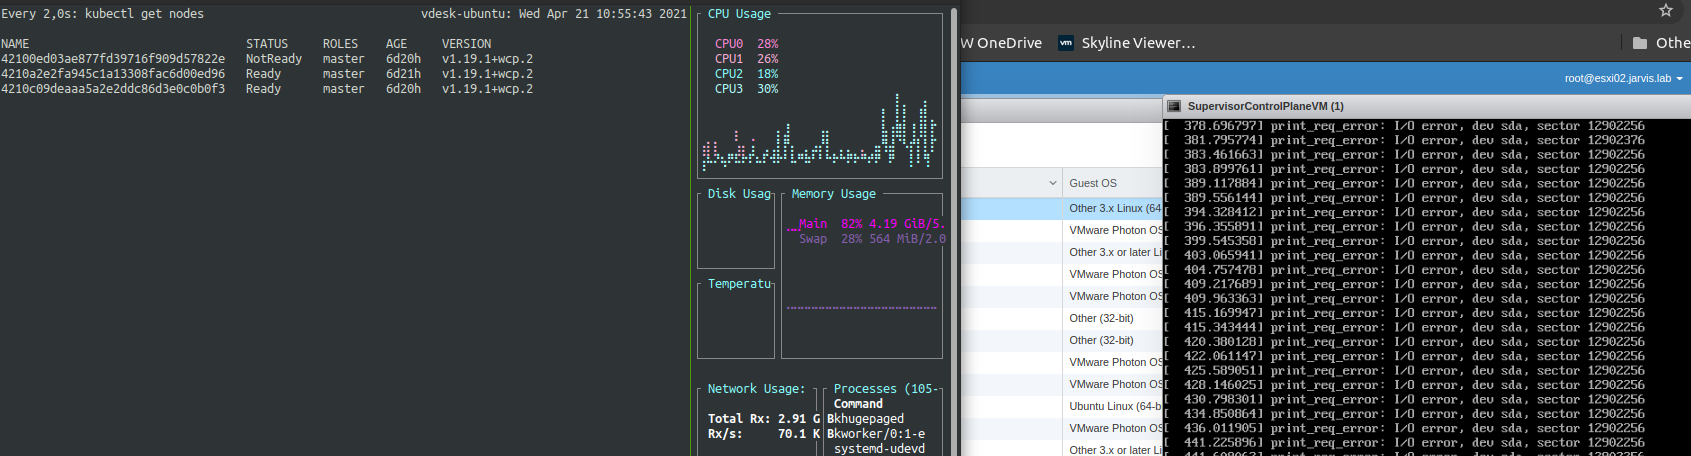 Every 2,0s: kubectl get nodes
vdesk-ubuntu: Wed Apr 21 10:55:43 2021
NAME STATUS ROLES AGE VERSION
42100ed03ae877fd39716f909d57822e NotReady master 6d20h v1.19.1+wcp.2
4210a2e2fa945c1a13308fac6d00ed96 Ready master 6d21h v1.19.1+wcp.2
4210c09deaaa5a2e2ddc86d3e0c0b0f3 Ready master 6d20h v1.19.1+wcp.2
CPU Usage
CPU0 28%
CPU1 26%
CPU2 18%
CPU3 30%
Disk Usag
Memory Usage
Main 82% 4.19 GiB/5.
Swap 28% 564 MiB/2.0
Temperatu
Network Usage:
Total Rx: 2.91 G
Rx/s: 70.1 K
Processes (105-
Command
Bkhugepaged
Bkworker/0:1-e
systemd-udevd
W OneDrive
vm Skyline Viewer…
Othe
root@esxi02.jarvis.lab
Guest OS
Other 3.x Linux (64
VMware Photon OS
Other 3.x or later Li
VMware Photon OS
VMware Photon OS
Other (32-bit)
Other (32-bit)
VMware Photon OS
VMware Photon OS
Ubuntu Linux (64-b
VMware Photon OS
Other 3.x or later Li
SupervisorControlPlaneVM (1)
[ 378.696797] print_req_error: I/O error, dev sda, sector 12902256
[ 381.795774] print_req_error: I/O error, dev sda, sector 12902376
[ 383.461663] print_req_error: I/O error, dev sda, sector 12902256
[ 383.899761] print_req_error: I/O error, dev sda, sector 12902256
[ 389.117884] print_req_error: I/O error, dev sda, sector 12902256
[ 389.556144] print_req_error: I/O error, dev sda, sector 12902256
[ 394.328412] print_req_error: I/O error, dev sda, sector 12902256
[ 396.355891] print_req_error: I/O error, dev sda, sector 12902256
[ 399.545358] print_req_error: I/O error, dev sda, sector 12902256
[ 403.065941] print_req_error: I/O error, dev sda, sector 12902256
[ 404.757478] print_req_error: I/O error, dev sda, sector 12902256
[ 409.217689] print_req_error: I/O error, dev sda, sector 12902256
[ 409.963363] print_req_error: I/O error, dev sda, sector 12902256
[ 415.169947] print_req_error: I/O error, dev sda, sector 12902256
[ 415.343444] print_req_error: I/O error, dev sda, sector 12902256
[ 420.380128] print_req_error: I/O error, dev sda, sector 12902256
[ 422.061147] print_req_error: I/O error, dev sda, sector 12902256
[ 425.589051] print_req_error: I/O error, dev sda, sector 12902256
[ 428.146025] print_req_error: I/O error, dev sda, sector 12902256
[ 430.798301] print_req_error: I/O error, dev sda, sector 12902256
[ 434.850864] print_req_error: I/O error, dev sda, sector 12902256
[ 436.011905] print_req_error: I/O error, dev sda, sector 12902256
[ 441.225896] print_req_error: I/O error, dev sda, sector 12902256